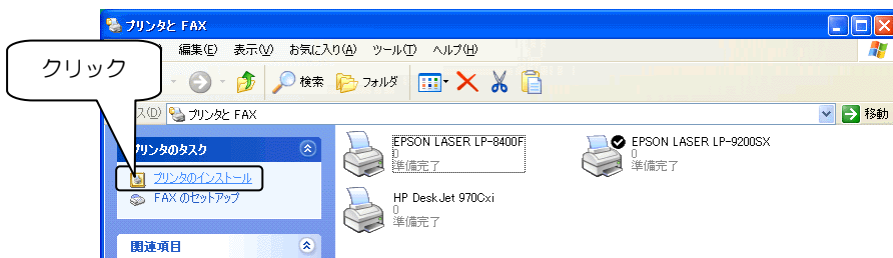 プリンタと FAX
クリック
編集(E) 表示(V) お気に入り(A) ツール(T) ヘルプ(H)
検索 フォルダ
ス(D) プリンタと FAX 移動
プリンタのタスク
プリンタのインストール
FAX のセットアップ
関連項目
EPSON LASER LP-8400F
0
準備完了
EPSON LASER LP-9200SX
0
準備完了
HP DeskJet 970Cxi
0
準備完了